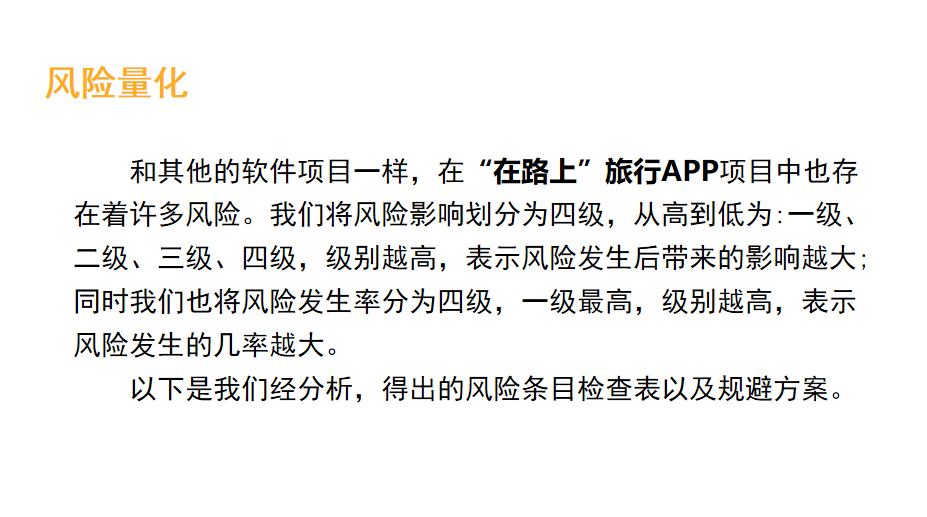 风险量化
和其他的软件项目一样，在“在路上”旅行APP项目中也存
在着许多风险。我们将风险影响划分为四级，从高到低为:一级、
二级、三级、四级，级别越高，表示风险发生后带来的影响越大;
同时我们也将风险发生率分为四级，一级最高，级别越高，表示
风险发生的几率越大。
以下是我们经分析，得出的风险条目检查表以及规避方案。